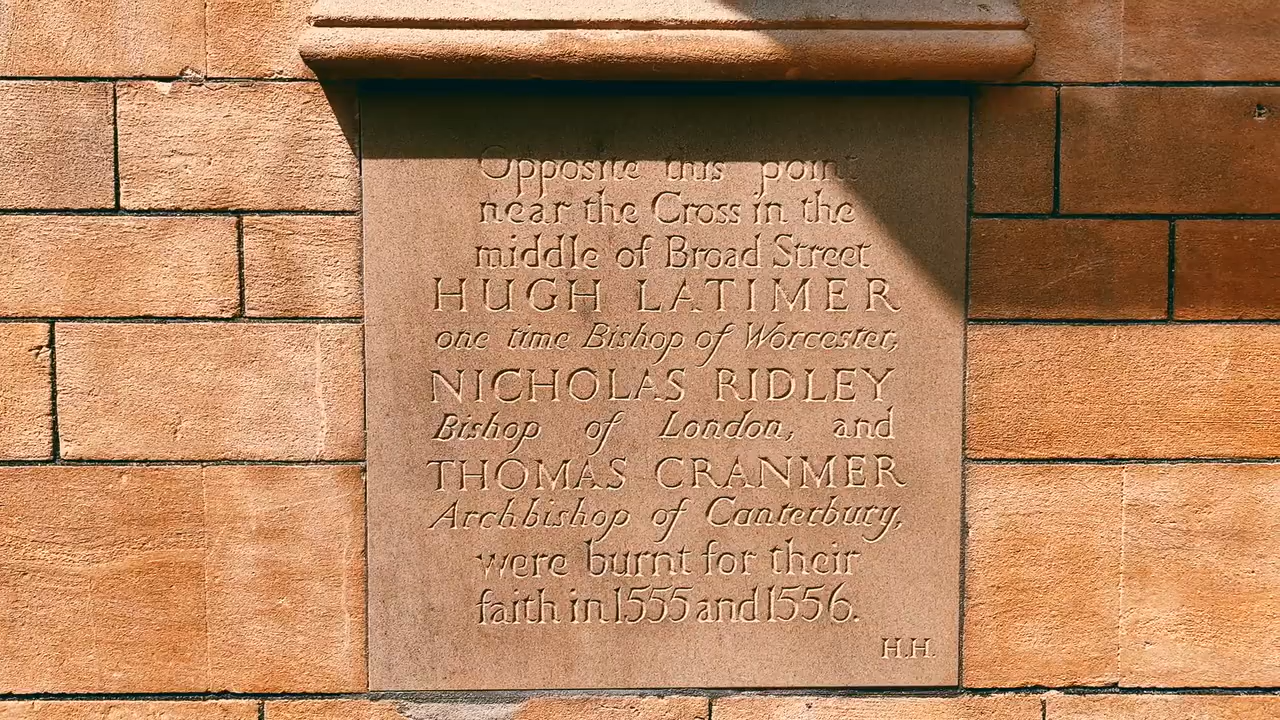 Opposite this point
near the Cross in the
middle of Broad Street
HUGH LATIMER
one time Bishop of Worcester,
NICHOLAS RIDLEY
Bishop of London, and
THOMAS CRANMER
Archbishop of Canterbury,
were burnt for their
faith in 1555 and 1556.
H.H.